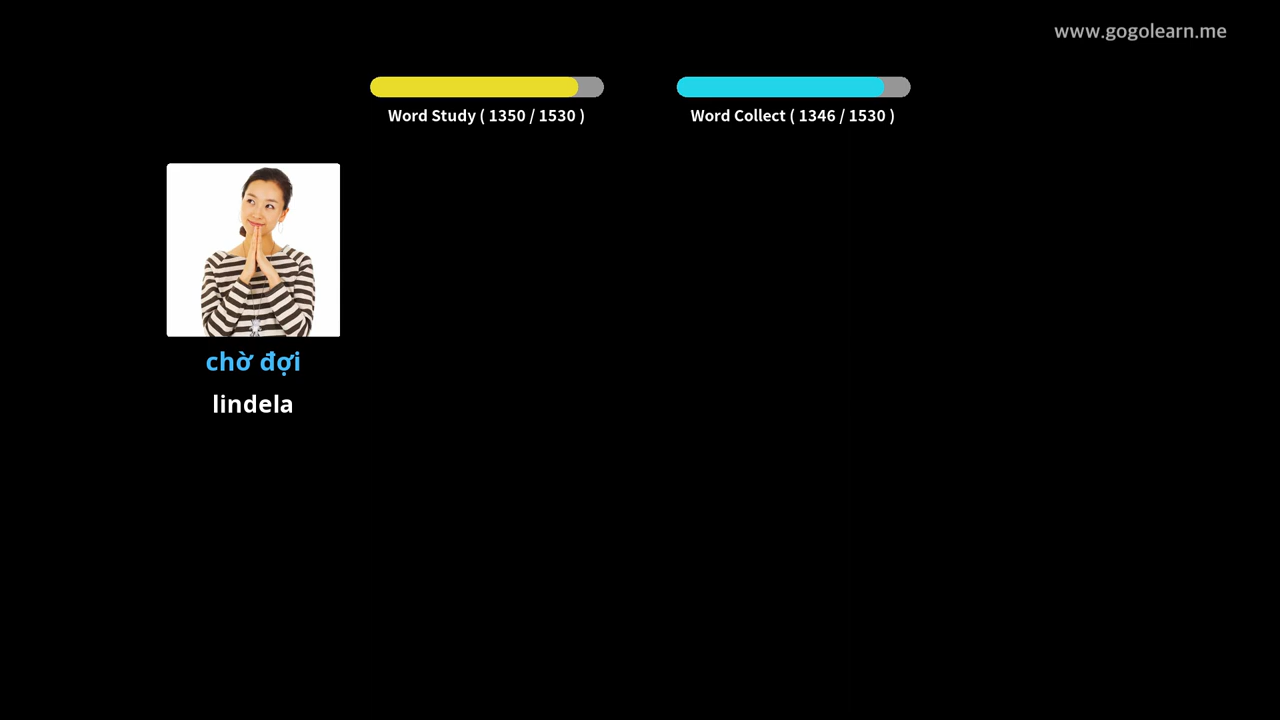 www.gogolearn.me
Word Study ( 1350 / 1530 )
Word Collect ( 1346 / 1530 )
chờ đợi
lindela